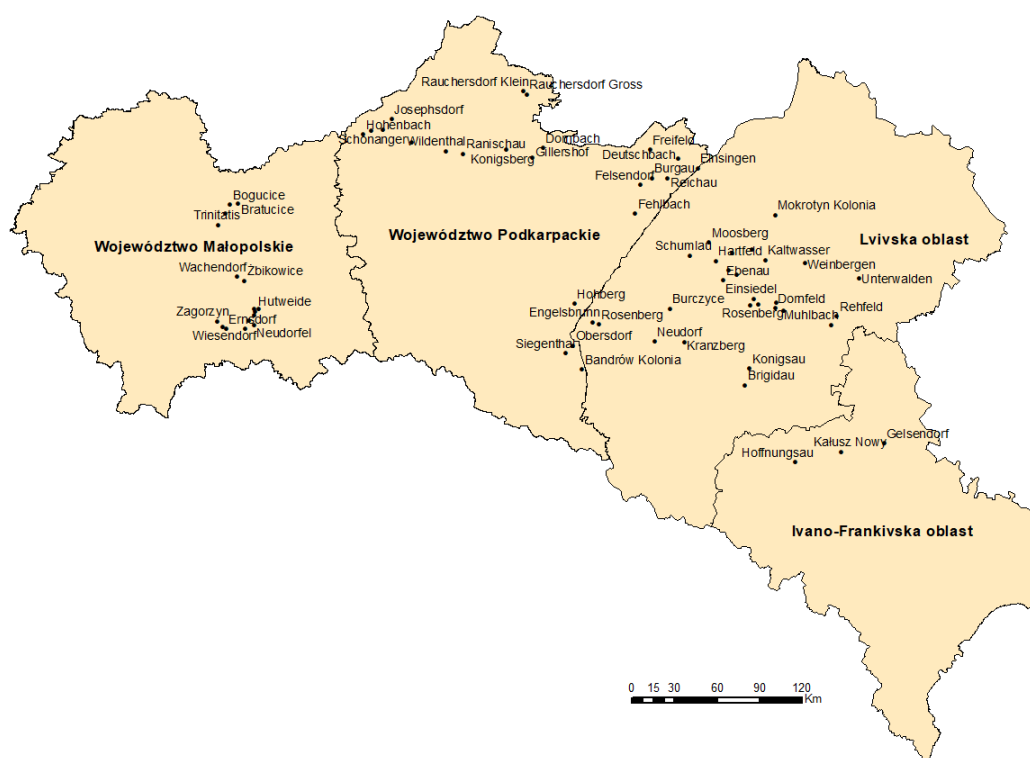 Rauchersdorf Klein
Rauchersdorf Gross
Josephsdorf
Hohenbach
Schönanger
Wildenthal
Ranischau
Konigsberg
Dornbach
Gillershof
Freifeld
Deutschbach
Einsingen
Burgau
Felsendorf
Reichau
Fehlbach
Bogucice
Bratucice
Trinitatis
Mokrotyn Kolonia
Województwo Małopolskie
Województwo Podkarpackie
Lvivska oblast
Moosberg
Schumlau
Hartfeld
Kaltwasser
Weinbergen
Wachendorf
Żbikowice
Ebenau
Unterwalden
Einsiedel
Hohberg
Burczyce
Dornfeld
Rehfeld
Hutweide
Zagorzyn
Ernsdorf
Engelsbrunn
Rosenberg
Rosenberg
Muhlbach
Wiesendorf
Neudorfel
Obersdorf
Neudorf
Siegenthal
Kranzberg
Bandrów Kolonia
Konigsau
Brigidau
Gelsendorf
Kałusz Nowy
Hoffnungsau
Ivano-Frankivska oblast
0 15 30 60 90 120
Km